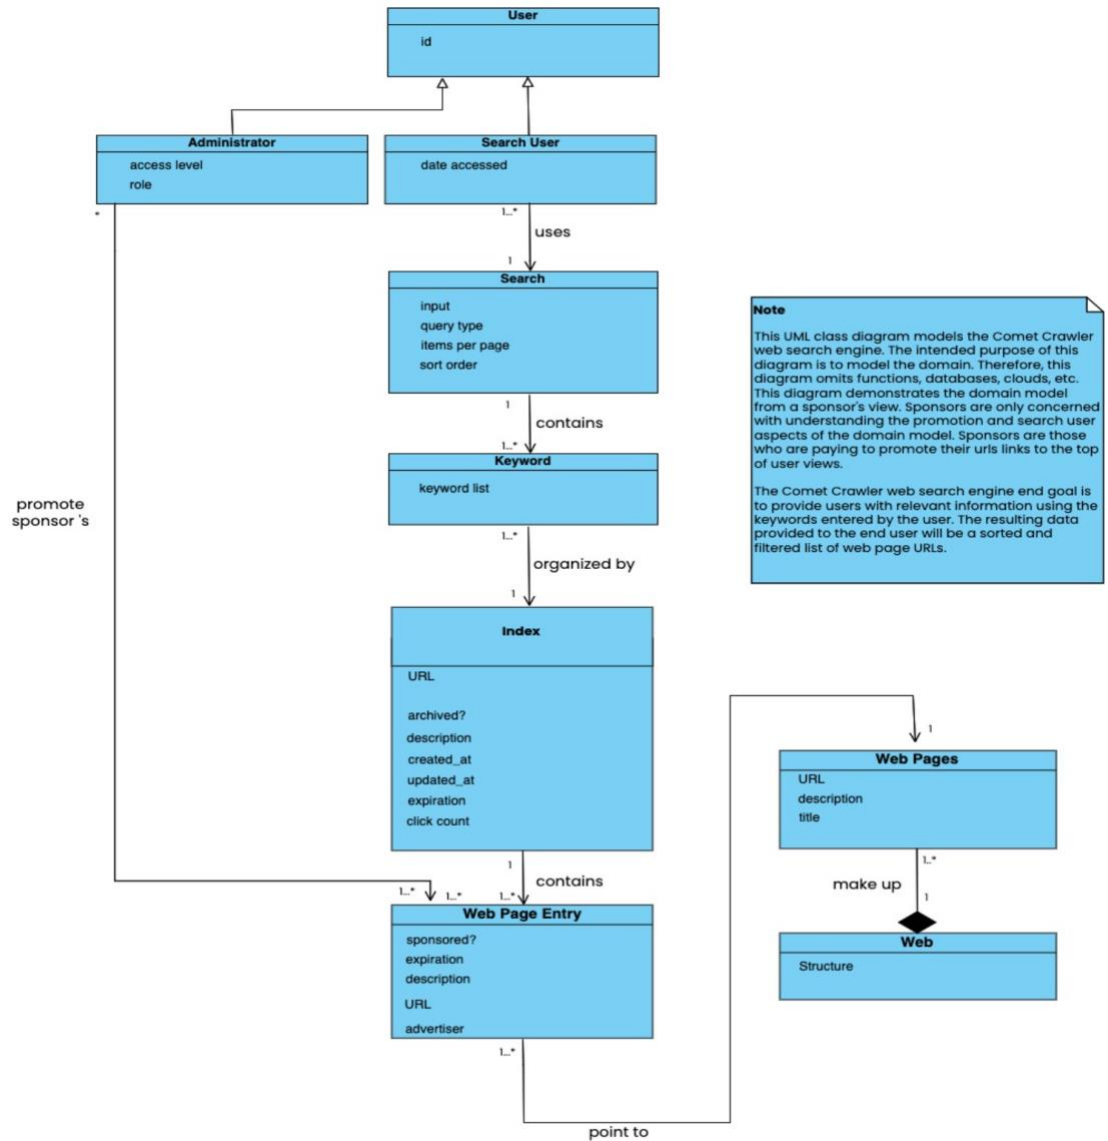 User
id
Administrator
access level
role
*
Search User
date accessed
1...*
uses
1
Search
input
query type
items per page
sort order
1
contains
1...*
Keyword
keyword list
1...*
organized by
1
promote
sponsor 's
Note
This UML class diagram models the Comet Crawler
web search engine. The intended purpose of this
diagram is to model the domain. Therefore, this
diagram omits functions, databases, clouds, etc.
This diagram demonstrates the domain model
from a sponsor's view. Sponsors are only concerned
with understanding the promotion and search user
aspects of the domain model. Sponsors are those
who are paying to promote their urls links to the top
of user views.
The Comet Crawler web search engine end goal is
to provide users with relevant information using the
keywords entered by the user. The resulting data
provided to the end user will be a sorted and
filtered list of web page URLs.
Index
URL
archived?
description
created_at
updated_at
expiration
click count
1
contains
1...*
1...*
1...*
Web Page Entry
sponsored?
expiration
description
URL
advertiser
1...*
point to
1
Web Pages
URL
description
title
1...*
make up
1
Web
Structure